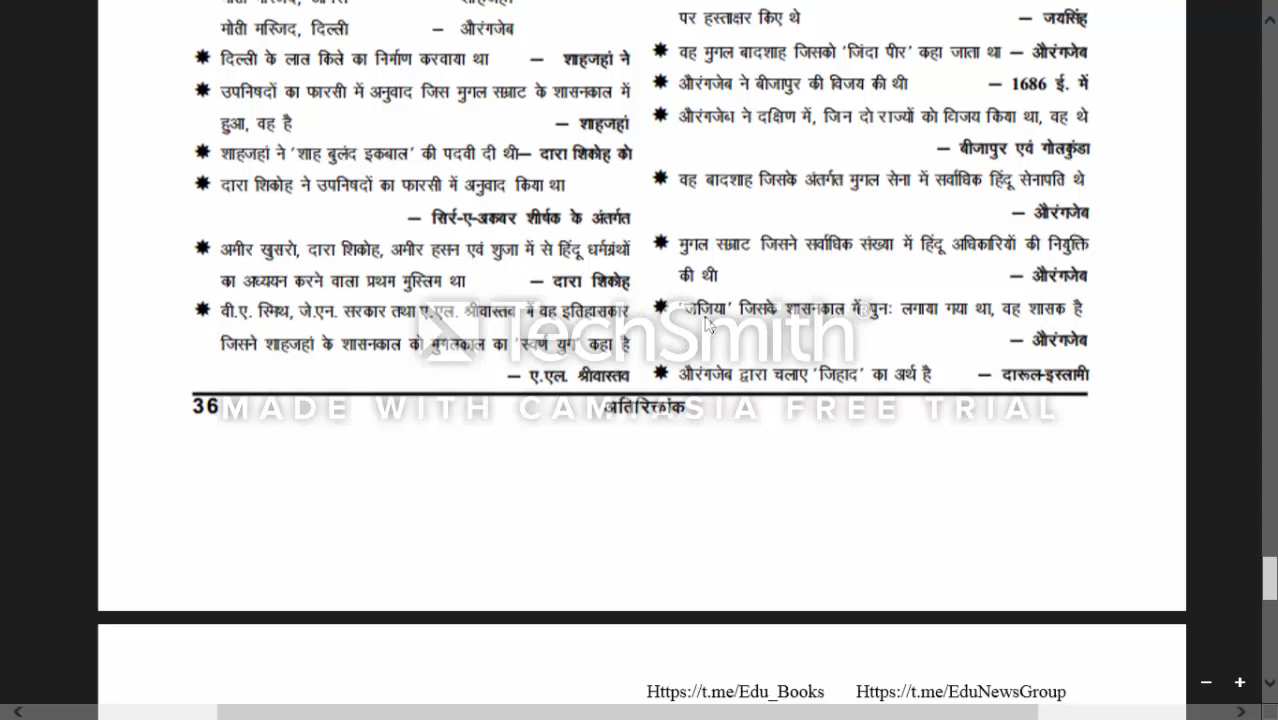 मोती मस्जिद, दिल्ली – औरंगजेब
✷ दिल्ली के लाल किले का निर्माण करवाया था – शाहजहां ने
✷ उपनिषदों का फारसी में अनुवाद जिस मुगल सम्राट के शासनकाल में
हुआ, वह है – शाहजहां
✷ शाहजहां ने 'शाह बुलंद इकबाल' की पदवी दी थी– दारा शिकोह को
✷ दारा शिकोह ने उपनिषदों का फारसी में अनुवाद किया था
– सिर्र-ए-अकबर शीर्षक के अंतर्गत
✷ अमीर खुसरो, दारा शिकोह, अमीर हसन एवं शुजा में से हिंदू धर्मग्रंथों
का अध्ययन करने वाला प्रथम मुस्लिम था – दारा शिकोह
✷ वी.ए. स्मिथ, जे.एन. सरकार तथा ए.एल. श्रीवास्तव में वह इतिहासकार
जिसने शाहजहां के शासनकाल को मुगलकाल का 'स्वर्ण युग' कहा है
– ए.एल. श्रीवास्तव
पर हस्ताक्षर किए थे – जयसिंह
✷ वह मुगल बादशाह जिसको 'जिंदा पीर' कहा जाता था – औरंगजेब
✷ औरंगजेब ने बीजापुर की विजय की थी – 1686 ई. में
✷ औरंगजेब ने दक्षिण में, जिन दो राज्यों को विजय किया था, वह थे
– बीजापुर एवं गोलकुंडा
✷ वह बादशाह जिसके अंतर्गत मुगल सेना में सर्वाधिक हिंदू सेनापति थे
– औरंगजेब
✷ मुगल सम्राट जिसने सर्वाधिक संख्या में हिंदू अधिकारियों की नियुक्ति
की थी – औरंगजेब
✷ 'जजिया' जिसके शासनकाल में पुनः लगाया गया था, वह शासक है
– औरंगजेब
✷ औरंगजेब द्वारा चलाए 'जिहाद' का अर्थ है – दारूल-इस्लामी
TechSmith®
36 अतिरिक्तांक
MADE WITH CAMTASIA FREE TRIAL
Https://t.me/Edu_Books Https://t.me/EduNewsGroup